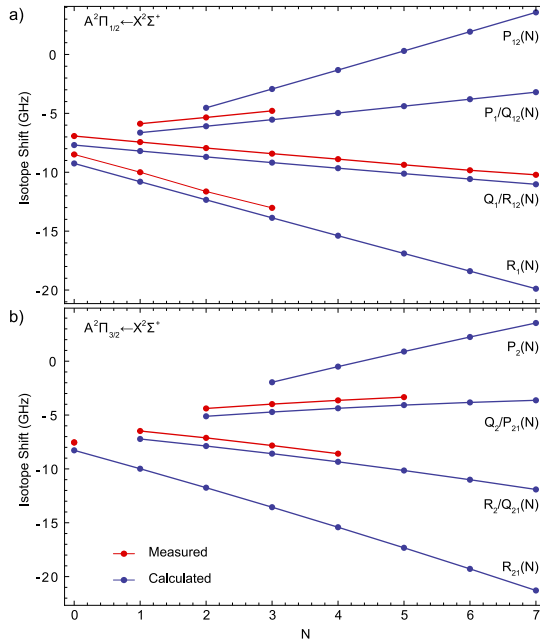 a)
A²Π₁/₂←X²Σ⁺
P₁₂(N)
P₁/Q₁₂(N)
Q₁/R₁₂(N)
R₁(N)
Isotope Shift (GHz)
0
-5
-10
-15
-20
b)
A²Π₃/₂←X²Σ⁺
P₂(N)
Q₂/P₂₁(N)
R₂/Q₂₁(N)
R₂₁(N)
Isotope Shift (GHz)
0
-5
-10
-15
-20
Measured
Calculated
0 1 2 3 4 5 6 7
N